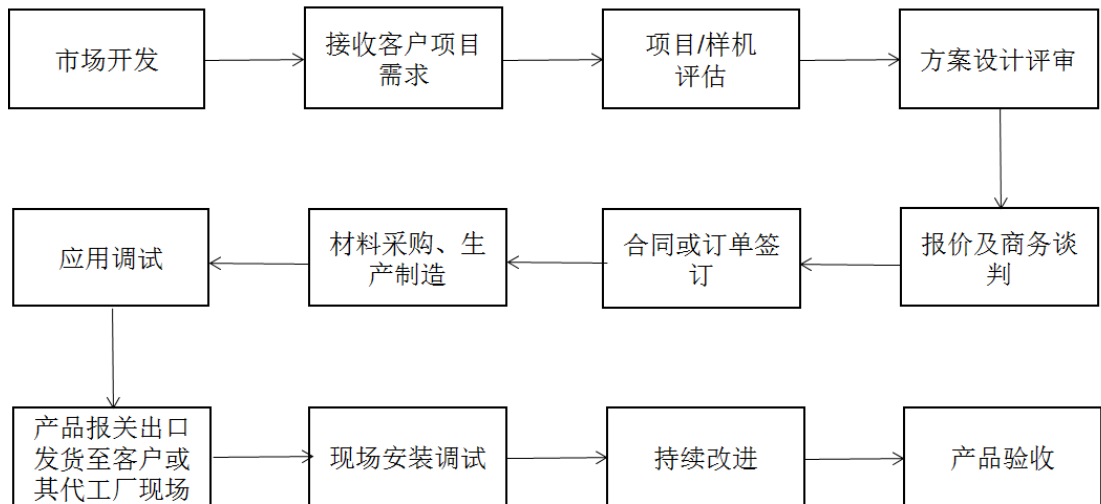 市场开发
接收客户项目
需求
项目/样机
评估
方案设计评审
报价及商务谈
判
合同或订单签
订
材料采购、生
产制造
应用调试
产品报关出口
发货至客户或
其代工厂现场
现场安装调试
持续改进
产品验收